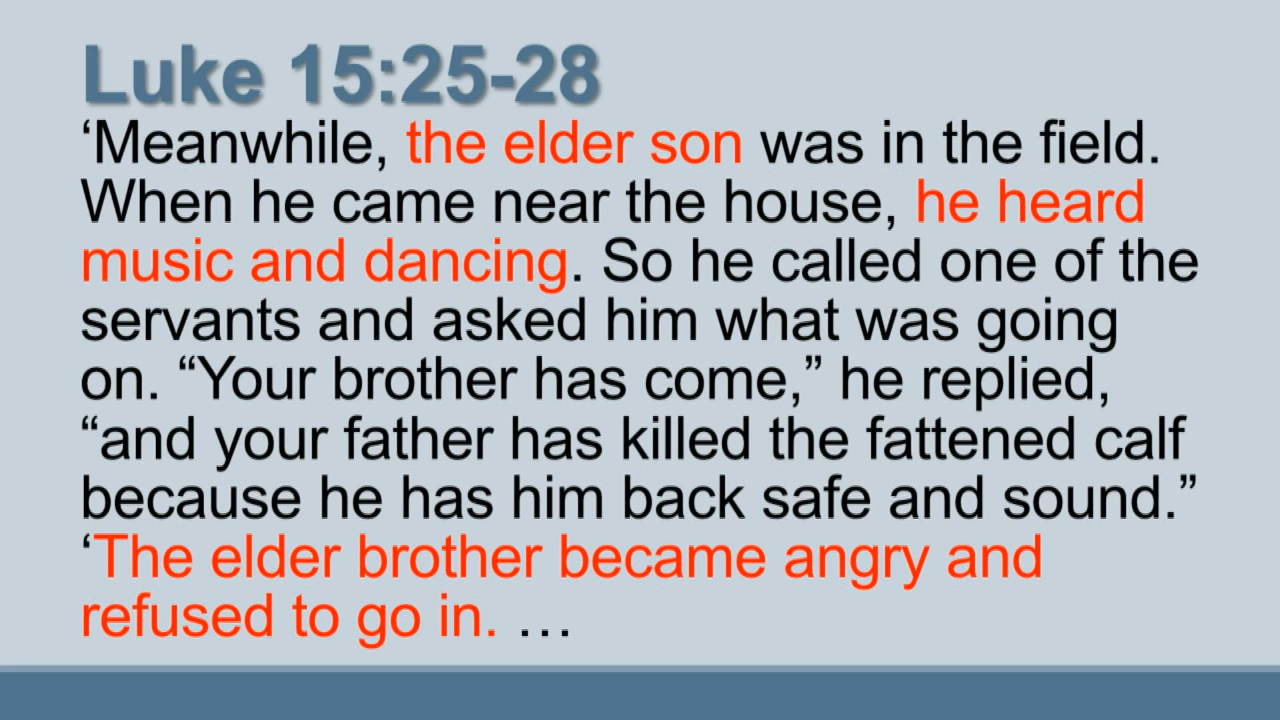 Luke 15:25-28
‘Meanwhile, the elder son was in the field.
When he came near the house, he heard
music and dancing. So he called one of the
servants and asked him what was going
on. “Your brother has come,” he replied,
“and your father has killed the fattened calf
because he has him back safe and sound.”
‘The elder brother became angry and
refused to go in. …